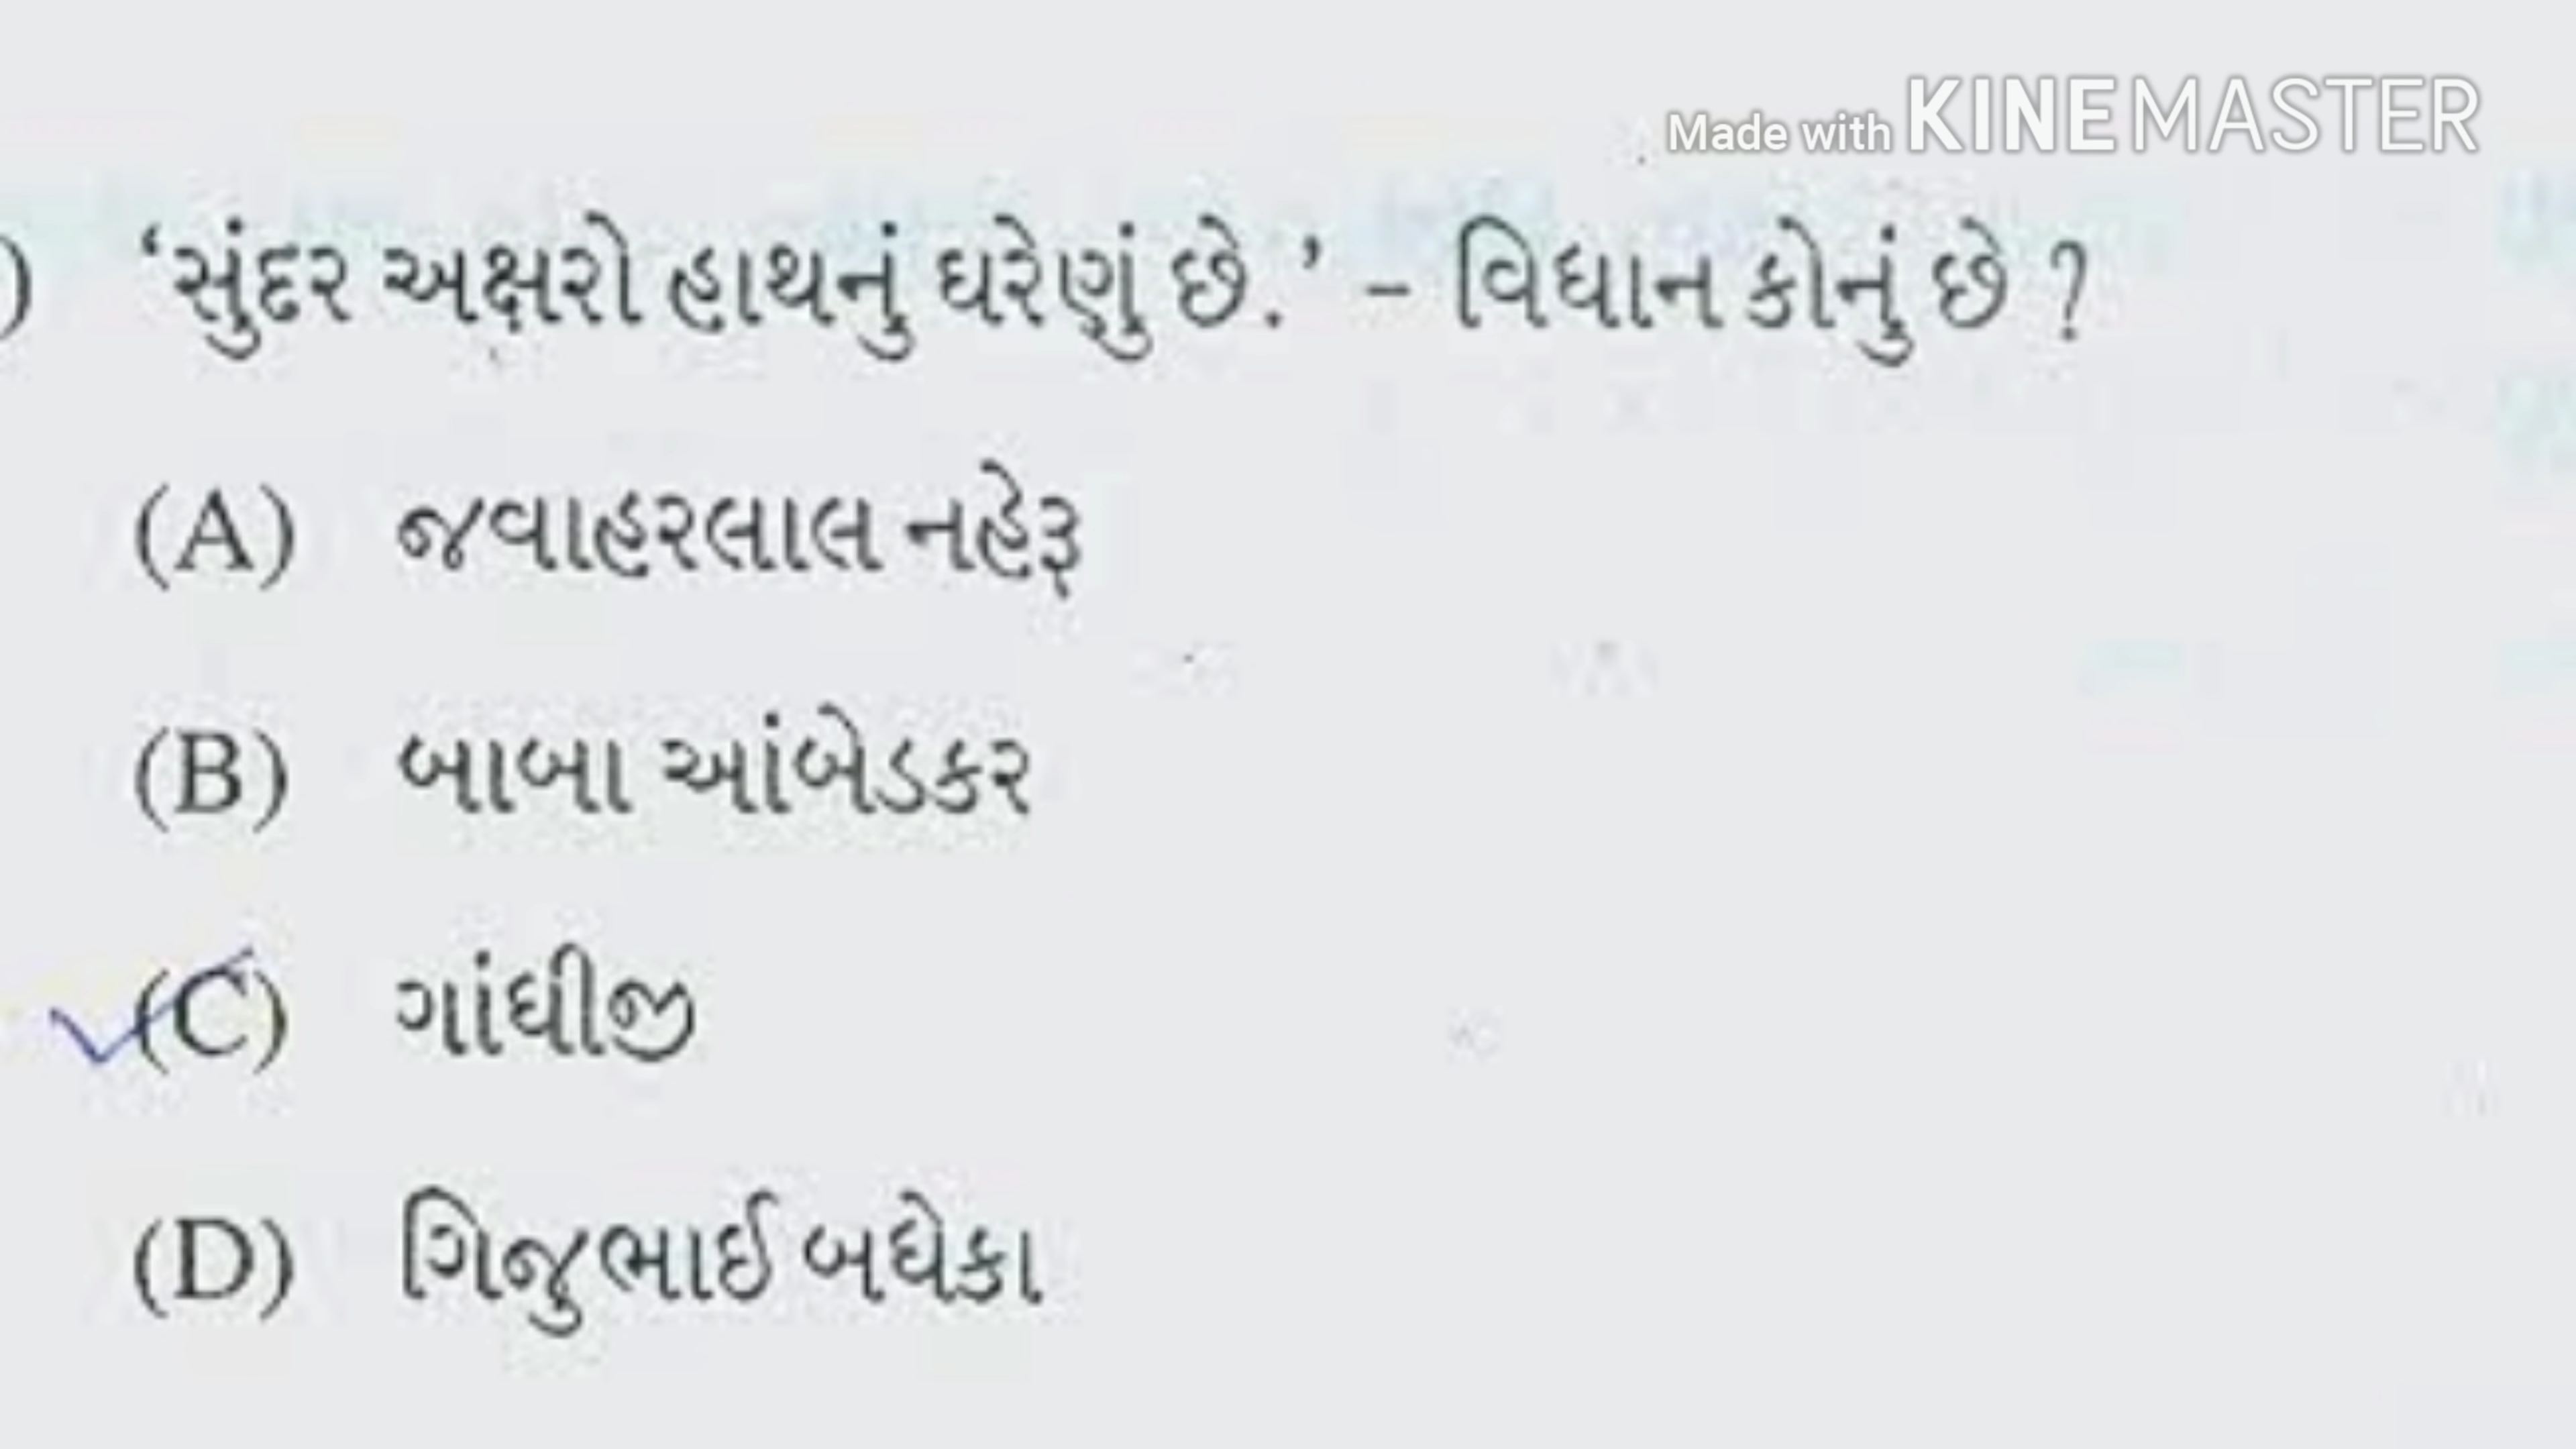 Made with KINEMASTER
) ‘સુંદર અક્ષરો હાથનું ઘરેણું છે.’ – વિધાન કોનું છે ?
(A) જવાહરલાલ નહેરૂ
(B) બાબા આંબેડકર
(C) ગાંધીજી
(D) ગિજુભાઈ બધેકા